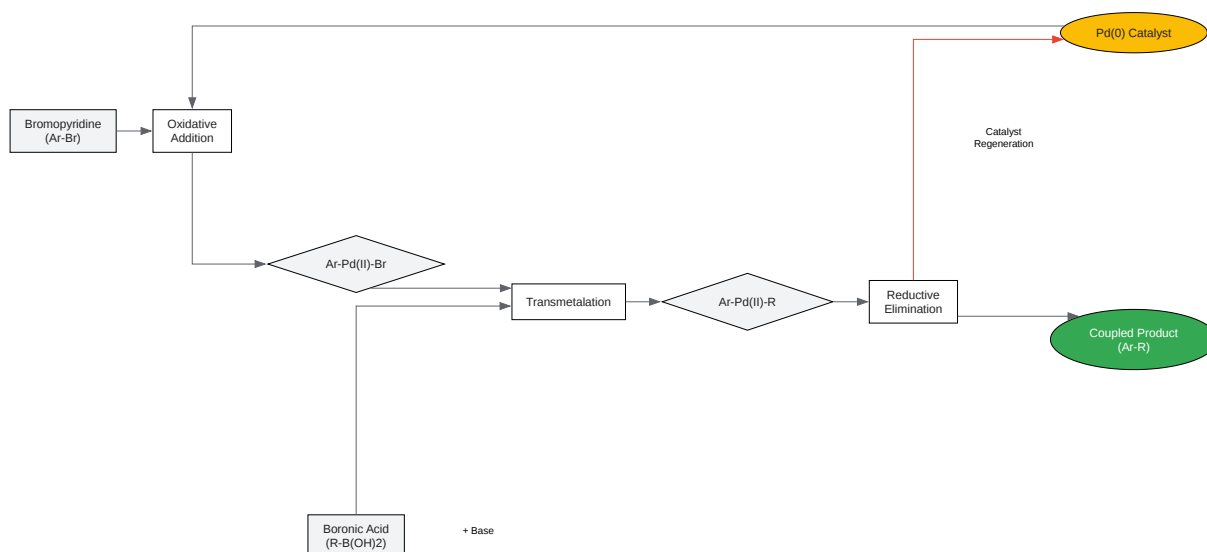 Pd(0) Catalyst
Bromopyridine
(Ar-Br)
Oxidative
Addition
Catalyst
Regeneration
Ar-Pd(II)-Br
Transmetalation
Ar-Pd(II)-R
Reductive
Elimination
Coupled Product
(Ar-R)
Boronic Acid
(R-B(OH)2)
+ Base